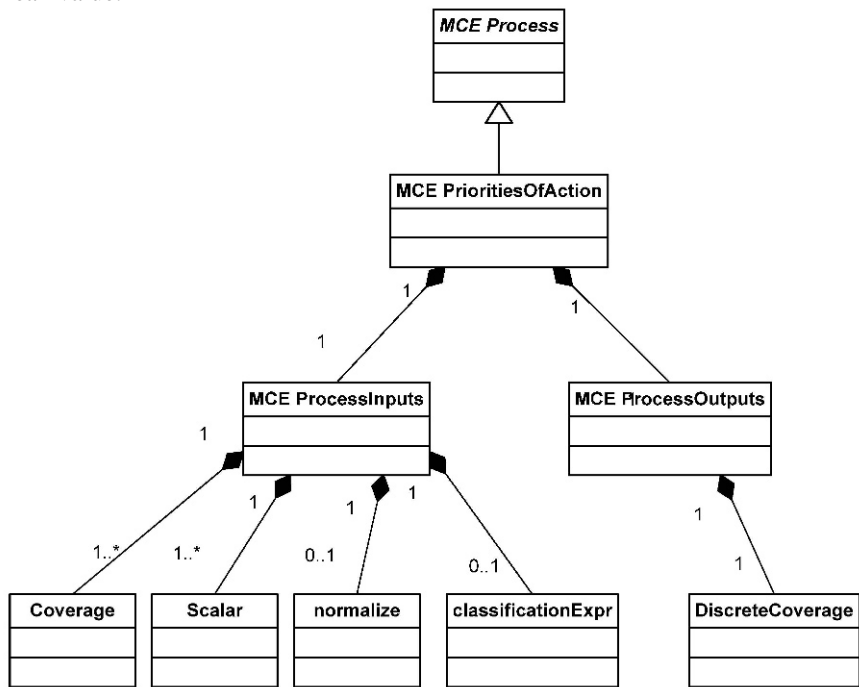 MCE Process
MCE PrioritiesOfAction
1
1
1
MCE ProcessInputs
MCE ProcessOutputs
1
1
1
1
1
1..*
1..*
0..1
0..1
1
Coverage
Scalar
normalize
classificationExpr
DiscreteCoverage